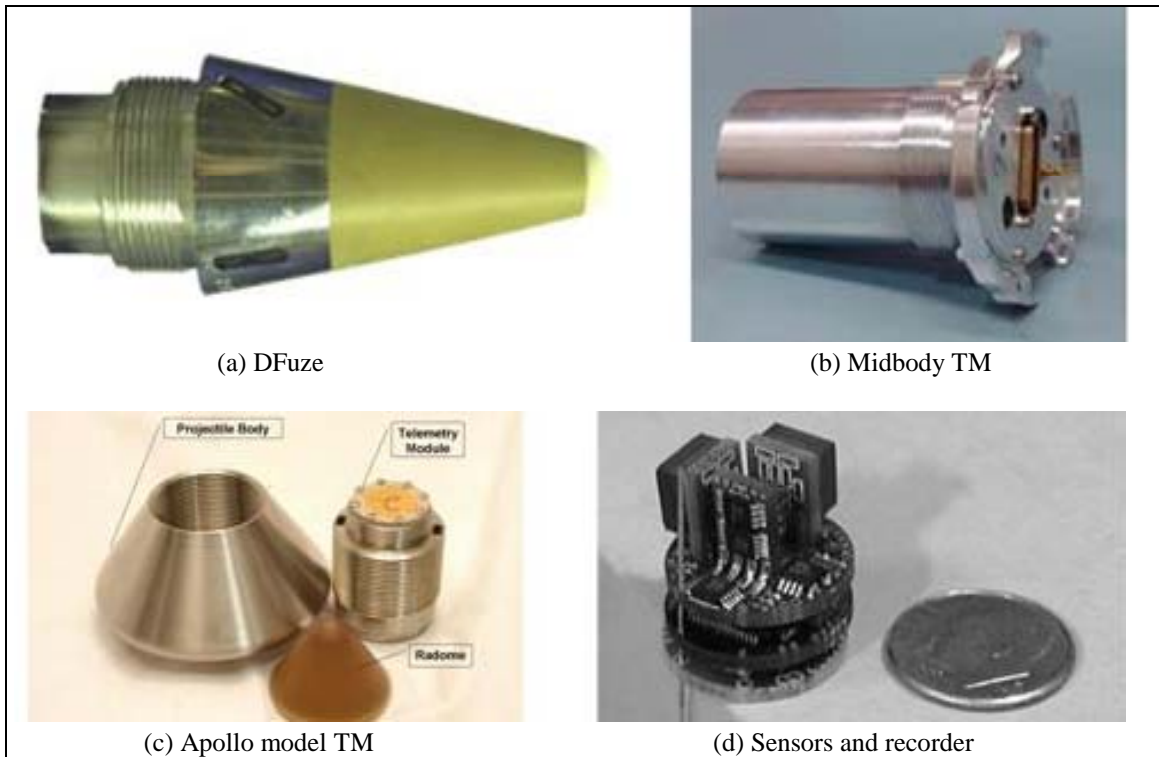 (a) DFuze
(b) Midbody TM
Projectile Body
Telemetry
Module
Radome
(c) Apollo model TM
(d) Sensors and recorder